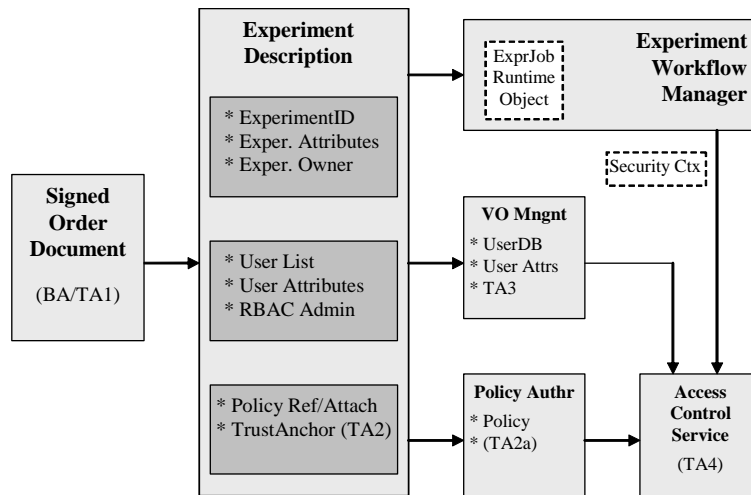 Signed
Order
Document
(BA/TA1)
Experiment
Description
* ExperimentID
* Exper. Attributes
* Exper. Owner
* User List
* User Attributes
* RBAC Admin
* Policy Ref/Attach
* TrustAnchor (TA2)
ExprJob
Runtime
Object
Experiment
Workflow
Manager
Security Ctx
VO Mngnt
* UserDB
* User Attrs
* TA3
Policy Authr
* Policy
* (TA2a)
Access
Control
Service
(TA4)